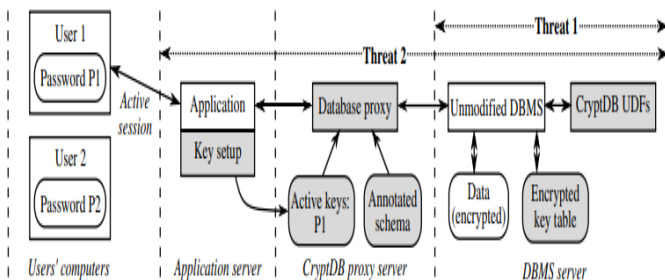 Threat 1
Threat 2
User 1
Password P1
Active
session
User 2
Password P2
Application
Key setup
Database proxy
Active keys:
P1
Annotated
schema
Unmodified DBMS
CryptDB UDFs
Data
(encrypted)
Encrypted
key table
Users' computers
Application server
CryptDB proxy server
DBMS server